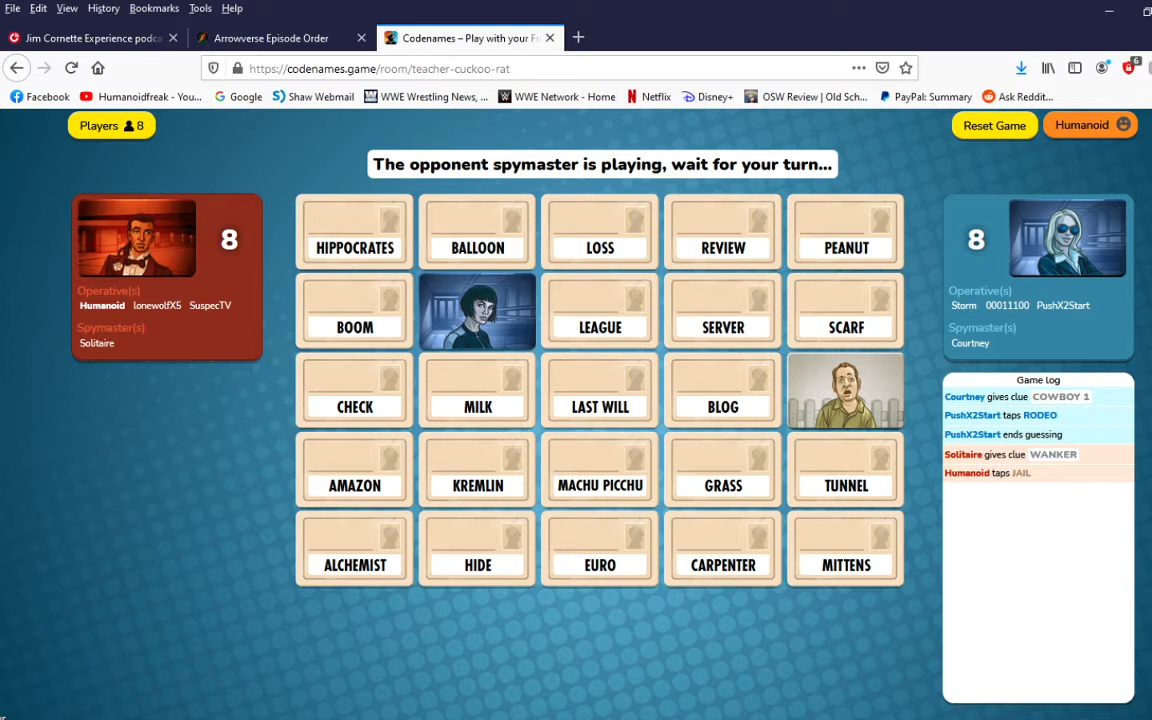 File Edit View History Bookmarks Tools Help
Jim Cornette Experience podca Arrowverse Episode Order Codenames – Play with your Fr
https://codenames.game/room/teacher-cuckoo-rat 6
Facebook Humanoidfreak - You... Google Shaw Webmail WWE Wrestling News, ... WWE Network - Home Netflix Disney+ OSW Review | Old Sch... PayPal: Summary Ask Reddit...
Players 8 Reset Game Humanoid
The opponent spymaster is playing, wait for your turn...
8
Operative(s)
Humanoid lonewolfX5 SuspecTV
Spymaster(s)
Solitaire
HIPPOCRATES BALLOON LOSS REVIEW PEANUT
BOOM LEAGUE SERVER SCARF
CHECK MILK LAST WILL BLOG
AMAZON KREMLIN MACHU PICCHU GRASS TUNNEL
ALCHEMIST HIDE EURO CARPENTER MITTENS
8
Operative(s)
Storm 00011100 PushX2Start
Spymaster(s)
Courtney
Game log
Courtney gives clue COWBOY 1
PushX2Start taps RODEO
PushX2Start ends guessing
Solitaire gives clue WANKER
Humanoid taps JAIL